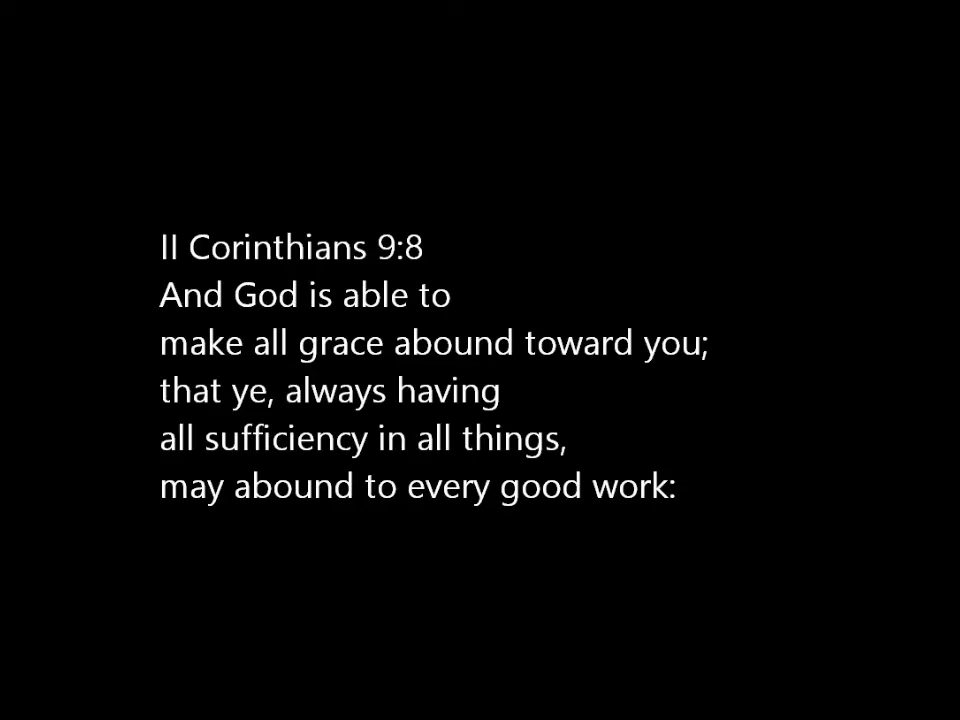 II Corinthians 9:8
And God is able to
make all grace abound toward you;
that ye, always having
all sufficiency in all things,
may abound to every good work: